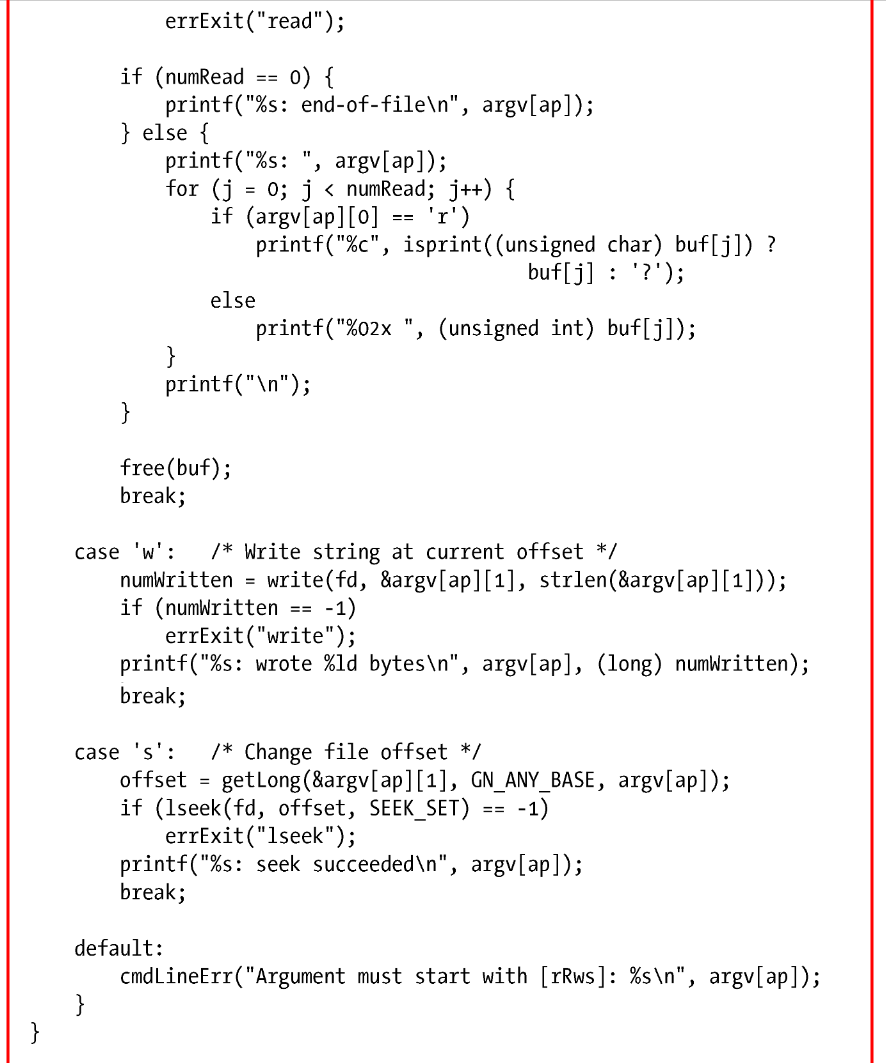 errExit("read");

        if (numRead == 0) {
            printf("%s: end-of-file\n", argv[ap]);
        } else {
            printf("%s: ", argv[ap]);
            for (j = 0; j < numRead; j++) {
                if (argv[ap][0] == 'r')
                    printf("%c", isprint((unsigned char) buf[j]) ?
                                            buf[j] : '?');
                else
                    printf("%02x ", (unsigned int) buf[j]);
            }
            printf("\n");
        }

        free(buf);
        break;

    case 'w':   /* Write string at current offset */
        numWritten = write(fd, &argv[ap][1], strlen(&argv[ap][1]));
        if (numWritten == -1)
            errExit("write");
        printf("%s: wrote %ld bytes\n", argv[ap], (long) numWritten);
        break;

    case 's':   /* Change file offset */
        offset = getLong(&argv[ap][1], GN_ANY_BASE, argv[ap]);
        if (lseek(fd, offset, SEEK_SET) == -1)
            errExit("lseek");
        printf("%s: seek succeeded\n", argv[ap]);
        break;

    default:
        cmdLineErr("Argument must start with [rRws]: %s\n", argv[ap]);
    }
}